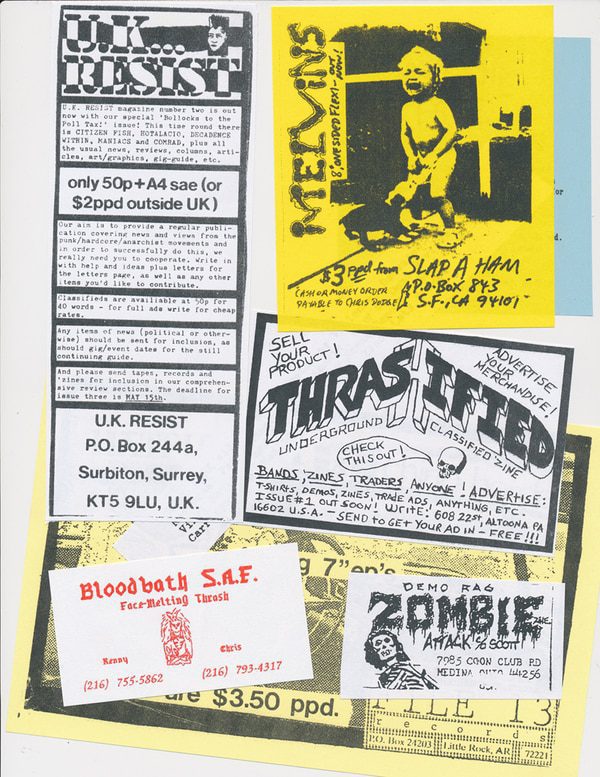 U.K....
RESIST
U.K. RESIST magazine number two is out
now with our special 'Bollocks to the
Poll Tax!' issue! This time round there
is CITIZEN FISH, HOTALACIO, DECADENCE
WITHIN, MANIACS and COMRAD, plus all
the usual news, reviews, columns, arti-
cles, art/graphics, gig-guide, etc.
only 50p+A4 sae (or
$2ppd outside UK)
Our aim is to provide a regular publi-
cation covering news and views from the
punk/hardcore/anarchist movements and
in order to successfully do this, we
really need you to cooperate. Write in
with help and ideas plus letters for
the letters page, as well as any other
items you'd like to contribute.
Classifieds are availiable at 50p for
40 words - for full ads write for cheap
rates.
Any items of news (political or other-
wise) should be sent for inclusion, as
should gig/event dates for the still
continuing guide.
And please send tapes, records and
'zines for inclusion in our comprehen-
sive review sections. The deadline for
issue three is MAY 15th.
U.K. RESIST
P.O. Box 244a,
Surbiton, Surrey,
KT5 9LU, U.K.
MELVINS
8" ONE SIDED FLEXI - OUT
NOW!
$3 ppd from SLAP A HAM
CASH OR MONEY ORDER
PAYABLE TO CHRIS DODGE
P.O. BOX 843
S.F., CA 94101
or
d.
SELL
YOUR
PRODUCT!
ADVERTISE
YOUR
MERCHANDISE!
THRASHIFIED
UNDERGROUND
CLASSIFIED 'ZINE
CHECK
THIS OUT!
BANDS, 'ZINES, TRADERS, ANYONE! ADVERTISE:
T-SHIRTS, DEMOS, ZINES, TRADE ADS, ANYTHING, ETC.
ISSUE #1 OUT SOON! WRITE: 608 22 ST, ALTOONA PA
16602 U.S.A. - SEND TO GET YOUR AD IN - FREE!!!
Carl
g 7"ep's
Bloodbath S.A.F.
Face-Melting Thrash
Kenny
Chris
(216) 755-5862
(216) 793-4317
DEMO RAG
ZOMBIE
ATTACK % SCOTT
7985 COON CLUB RD
MEDINA OHIO 44256
are $3.50 ppd.
FILE 13
records
P.O. Box 24203
Little Rock, AR
72221